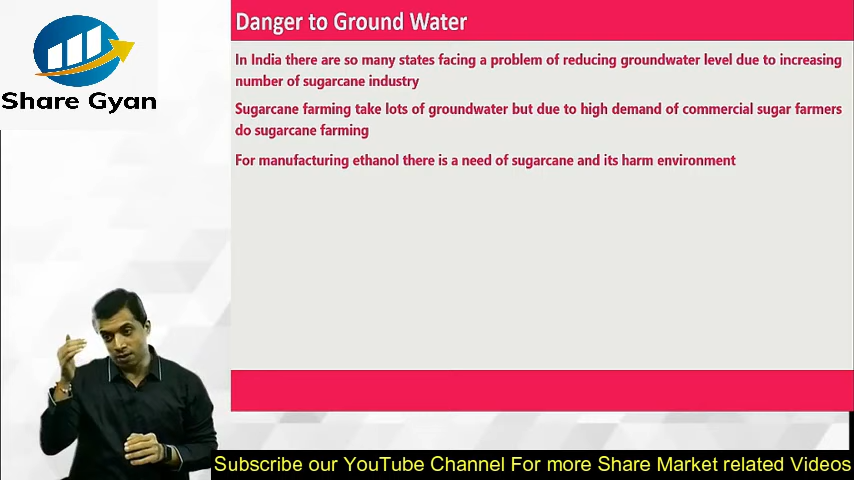 Share Gyan
Danger to Ground Water
In India there are so many states facing a problem of reducing groundwater level due to increasing
number of sugarcane industry
Sugarcane farming take lots of groundwater but due to high demand of commercial sugar farmers
do sugarcane farming
For manufacturing ethanol there is a need of sugarcane and its harm environment
Subscribe our YouTube Channel For more Share Market related Videos